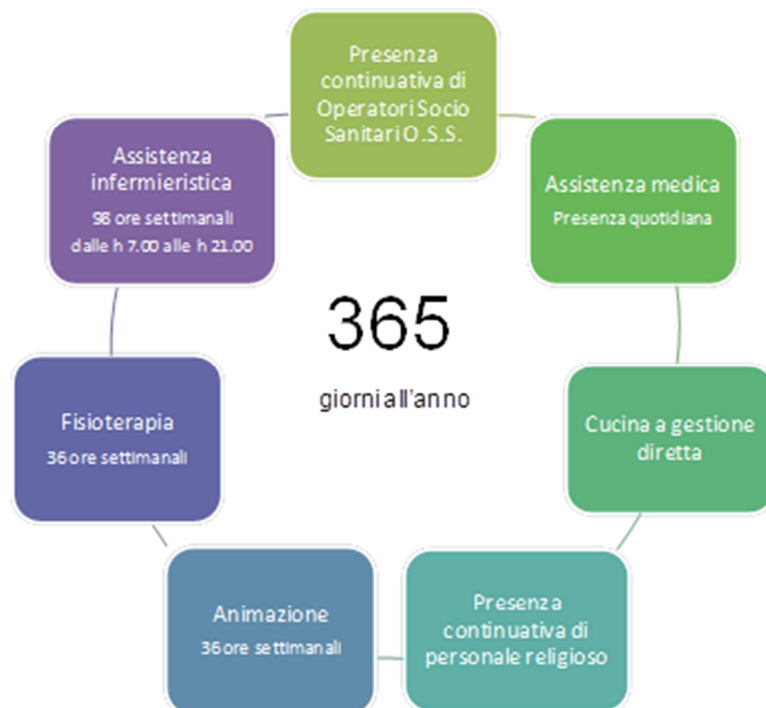 Presenza
continuativa di
Operatori Socio
Sanitari O.S.S.
Assistenza medica
Presenza quotidiana
Cucina a gestione
diretta
Presenza
continuativa di
personale religioso
Animazione
36 ore settimanali
Fisioterapia
36 ore settimanali
Assistenza
infermieristica
98 ore settimanali
dalle h 7.00 alle h 21.00
365
giorni all'anno